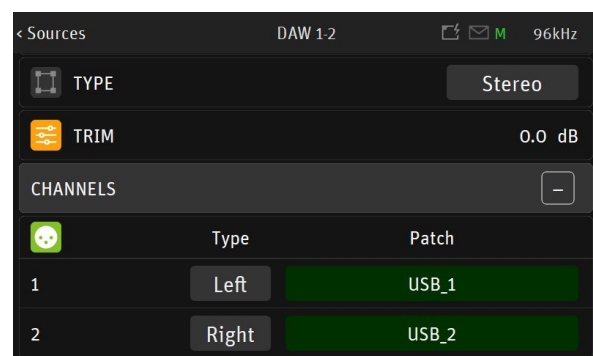 < Sources DAW 1-2 M 96kHz
TYPE Stereo
TRIM 0.0 dB
CHANNELS −
Type Patch
1 Left USB_1
2 Right USB_2